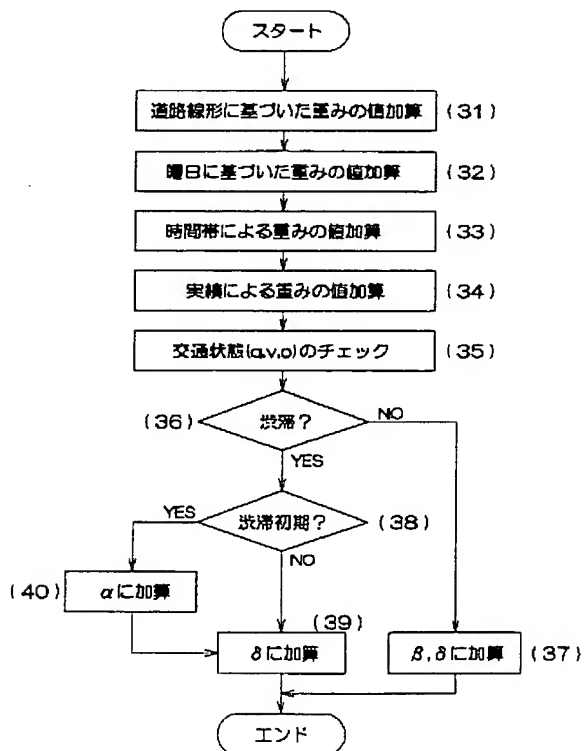 スタート
道路線形に基づいた重みの値加算 (31)
曜日に基づいた重みの値加算 (32)
時間帯による重みの値加算 (33)
実績による重みの値加算 (34)
交通状態(q,v,o)のチェック (35)
(36) 渋滞? NO
YES
YES 渋滞初期? (38)
NO
(40) αに加算
(39)
δに加算
β,δに加算 (37)
エンド